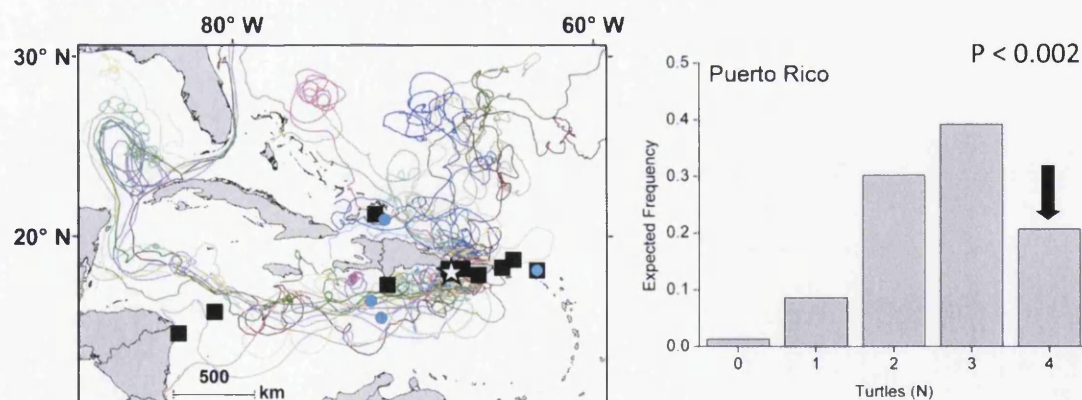 80° W
60° W
30° N
20° N
500
km
P < 0.002
Puerto Rico
Expected Frequency
0.5
0.4
0.3
0.2
0.1
0.0
0
1
2
3
4
Turtles (N)